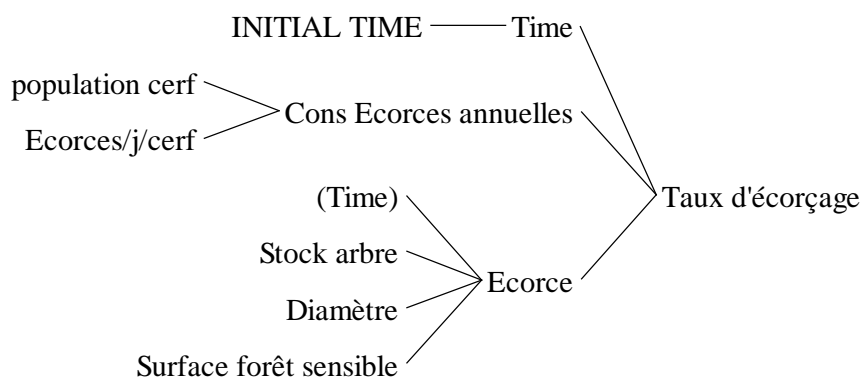 INITIAL TIME Time
population cerf
Cons Ecorces annuelles
Ecorces/j/cerf
(Time)
Taux d'écorçage
Stock arbre
Ecorce
Diamètre
Surface forêt sensible